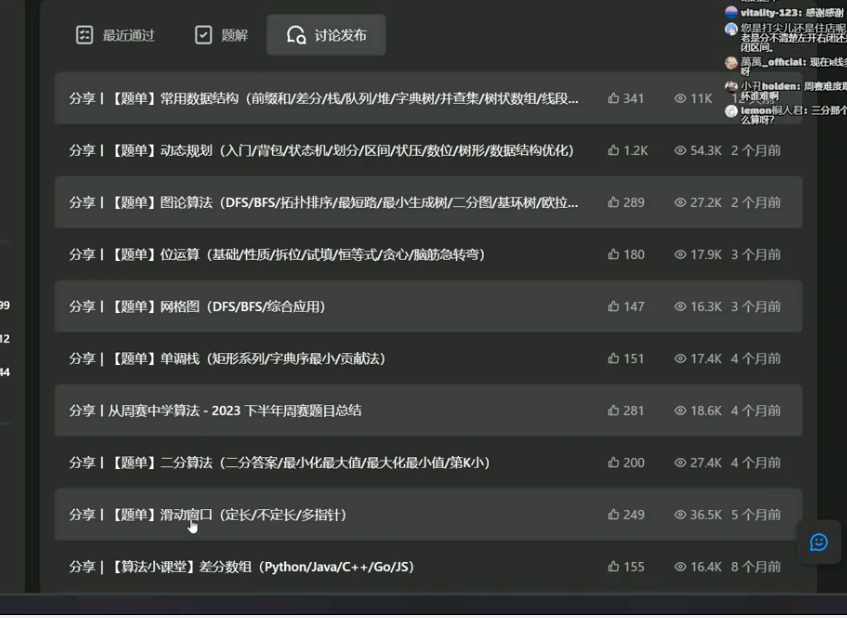 最近通过 题解 讨论发布
分享丨【题单】常用数据结构（前缀和/差分/栈/队列/堆/字典树/并查集/树状数组/线段... 341 11K
分享丨【题单】动态规划（入门/背包/状态机/划分/区间/状压/数位/树形/数据结构优化） 1.2K 54.3K 2 个月前
分享丨【题单】图论算法（DFS/BFS/拓扑排序/最短路/最小生成树/二分图/基环树/欧拉... 289 27.2K 2 个月前
分享丨【题单】位运算（基础/性质/拆位/试填/恒等式/贪心/脑筋急转弯） 180 17.9K 3 个月前
分享丨【题单】网格图（DFS/BFS/综合应用） 147 16.3K 3 个月前
分享丨【题单】单调栈（矩形系列/字典序最小/贡献法） 151 17.4K 4 个月前
分享丨从周赛中学算法 - 2023 下半年周赛题目总结 281 18.6K 4 个月前
分享丨【题单】二分算法（二分答案/最小化最大值/最大化最小值/第K小） 200 27.4K 4 个月前
分享丨【题单】滑动窗口（定长/不定长/多指针） 249 36.5K 5 个月前
分享丨【算法小课堂】差分数组（Python/Java/C++/Go/JS） 155 16.4K 8 个月前
99
12
44
vitality-123: 感谢感谢
您是打尖儿还是住店呢
老是分不清楚左开右闭还
闭区间。
萬萬_official: 现在k线
呀
小丑holden: 周赛难度
杯谁难啊
lemon桐人君: 三分那个
么算呀?